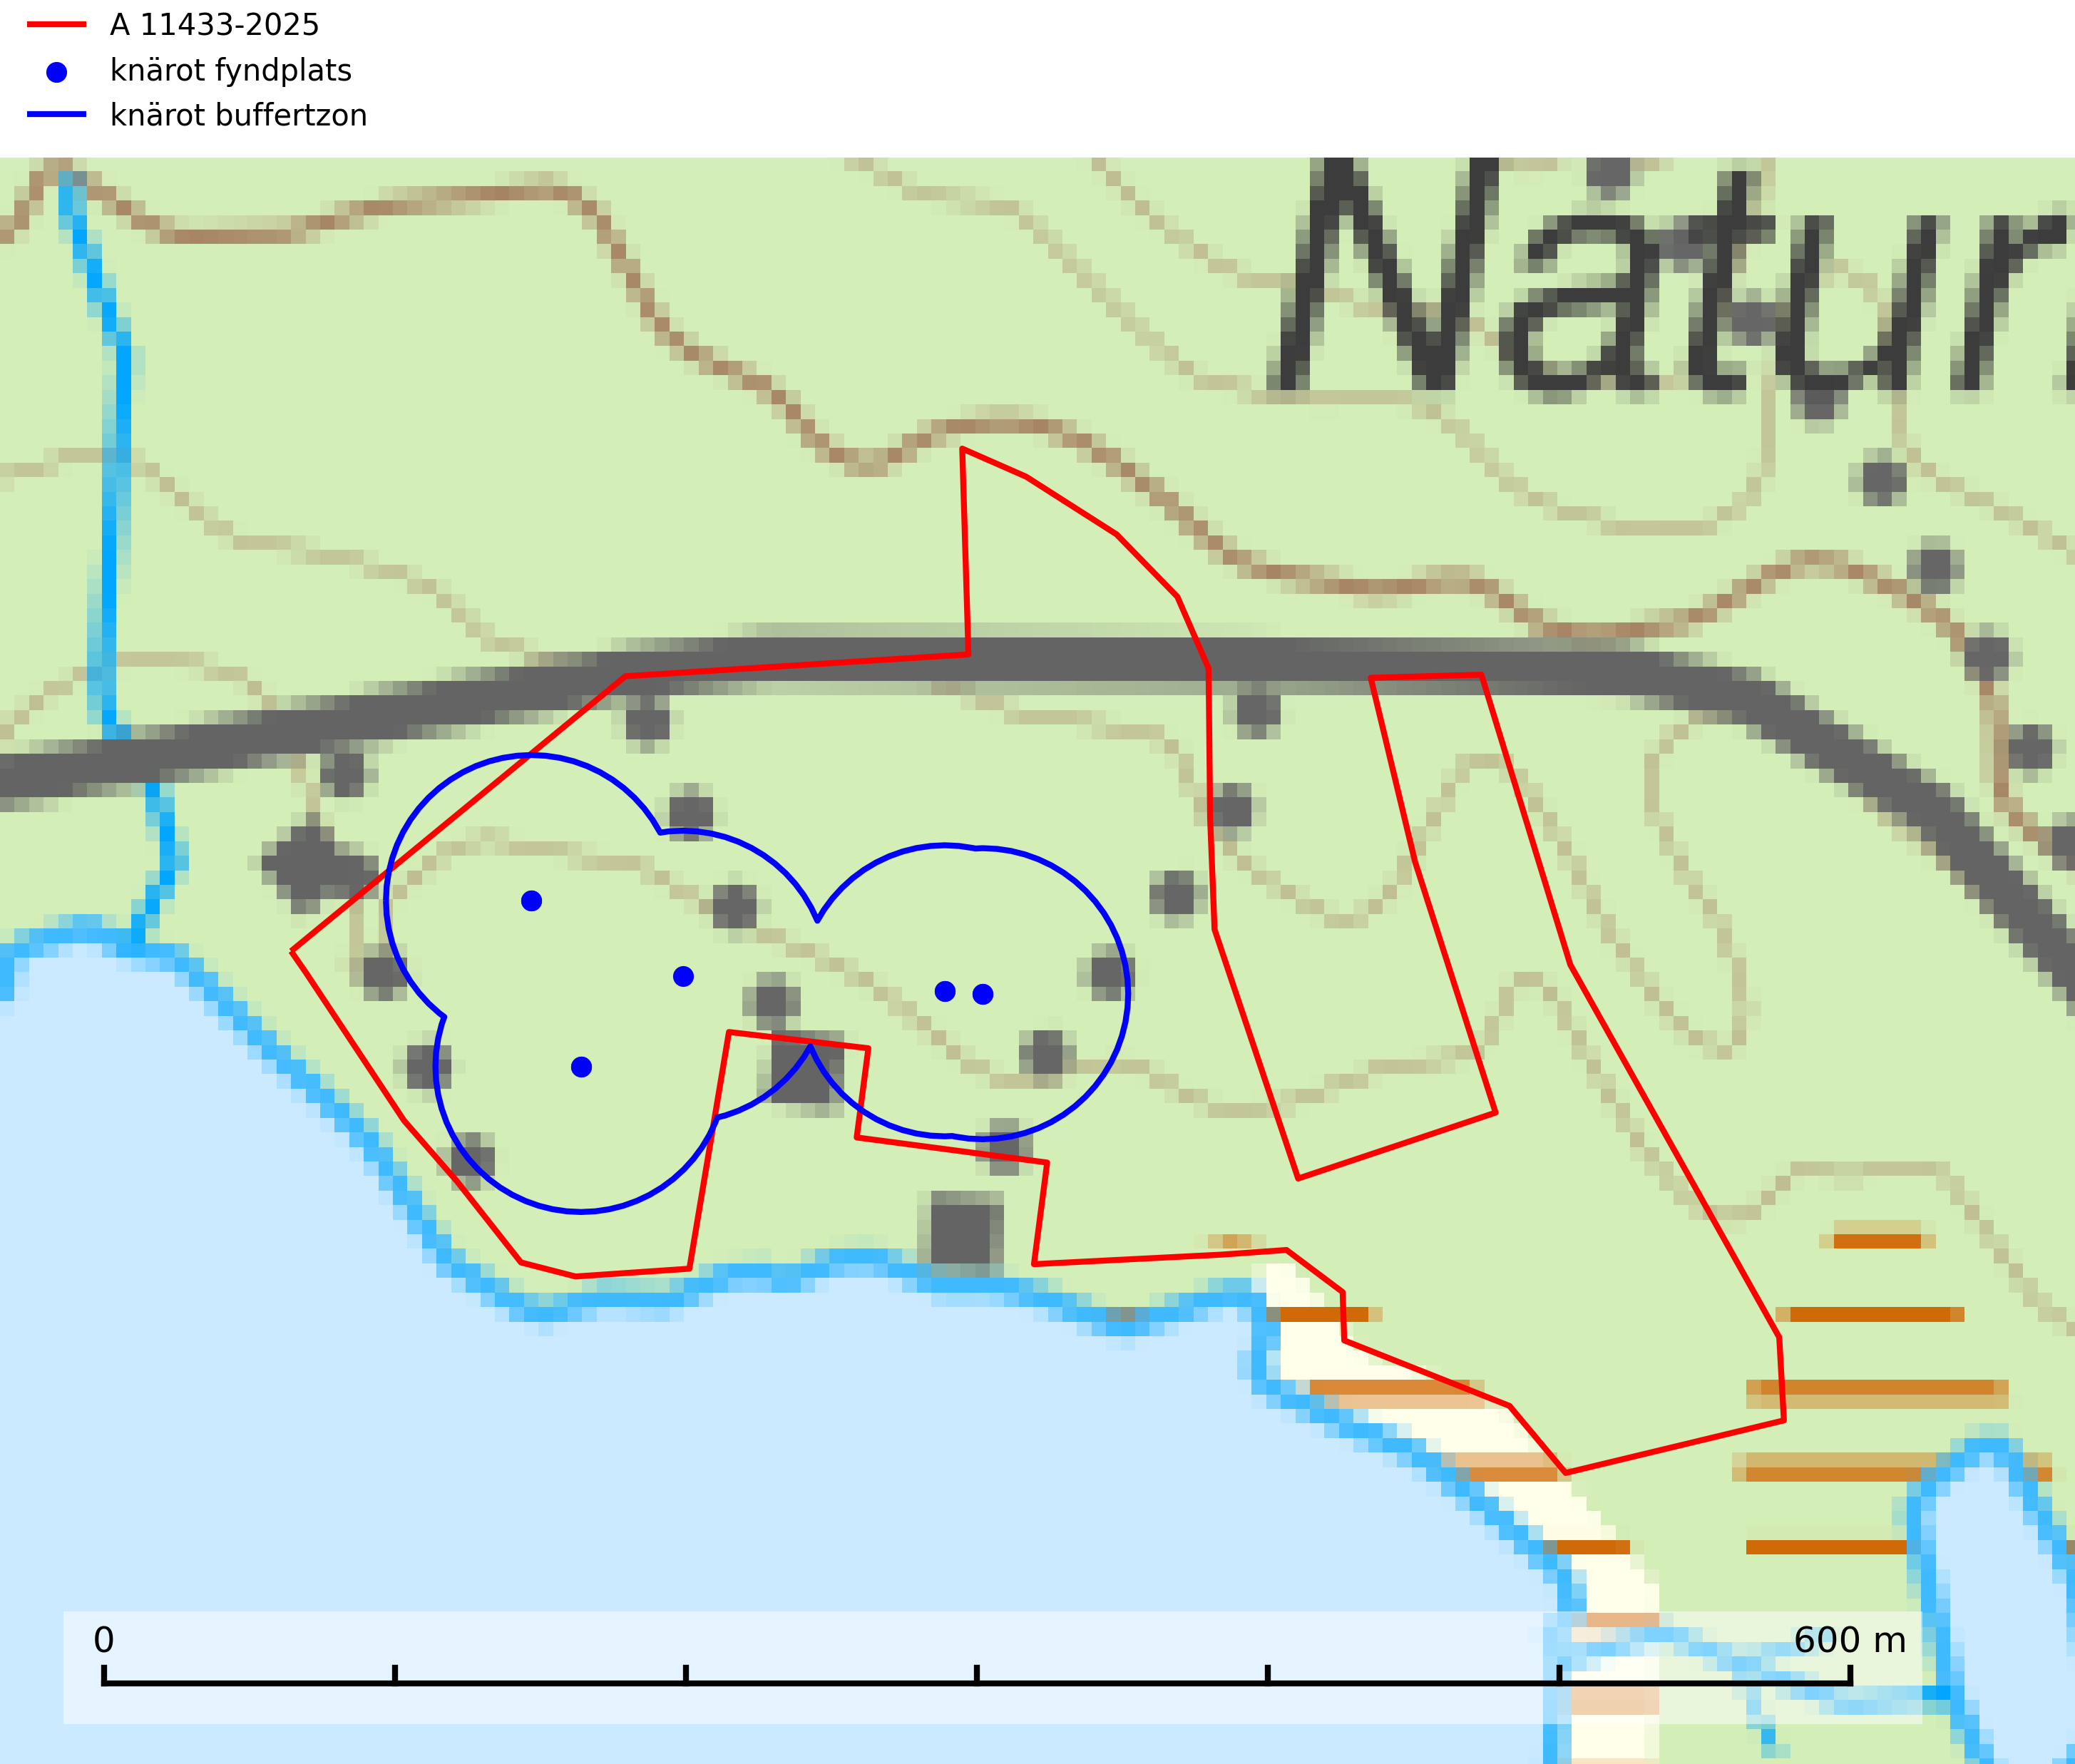 A 11433-2025
knärot fyndplats
knärot buffertzon
Natur
0 600 m